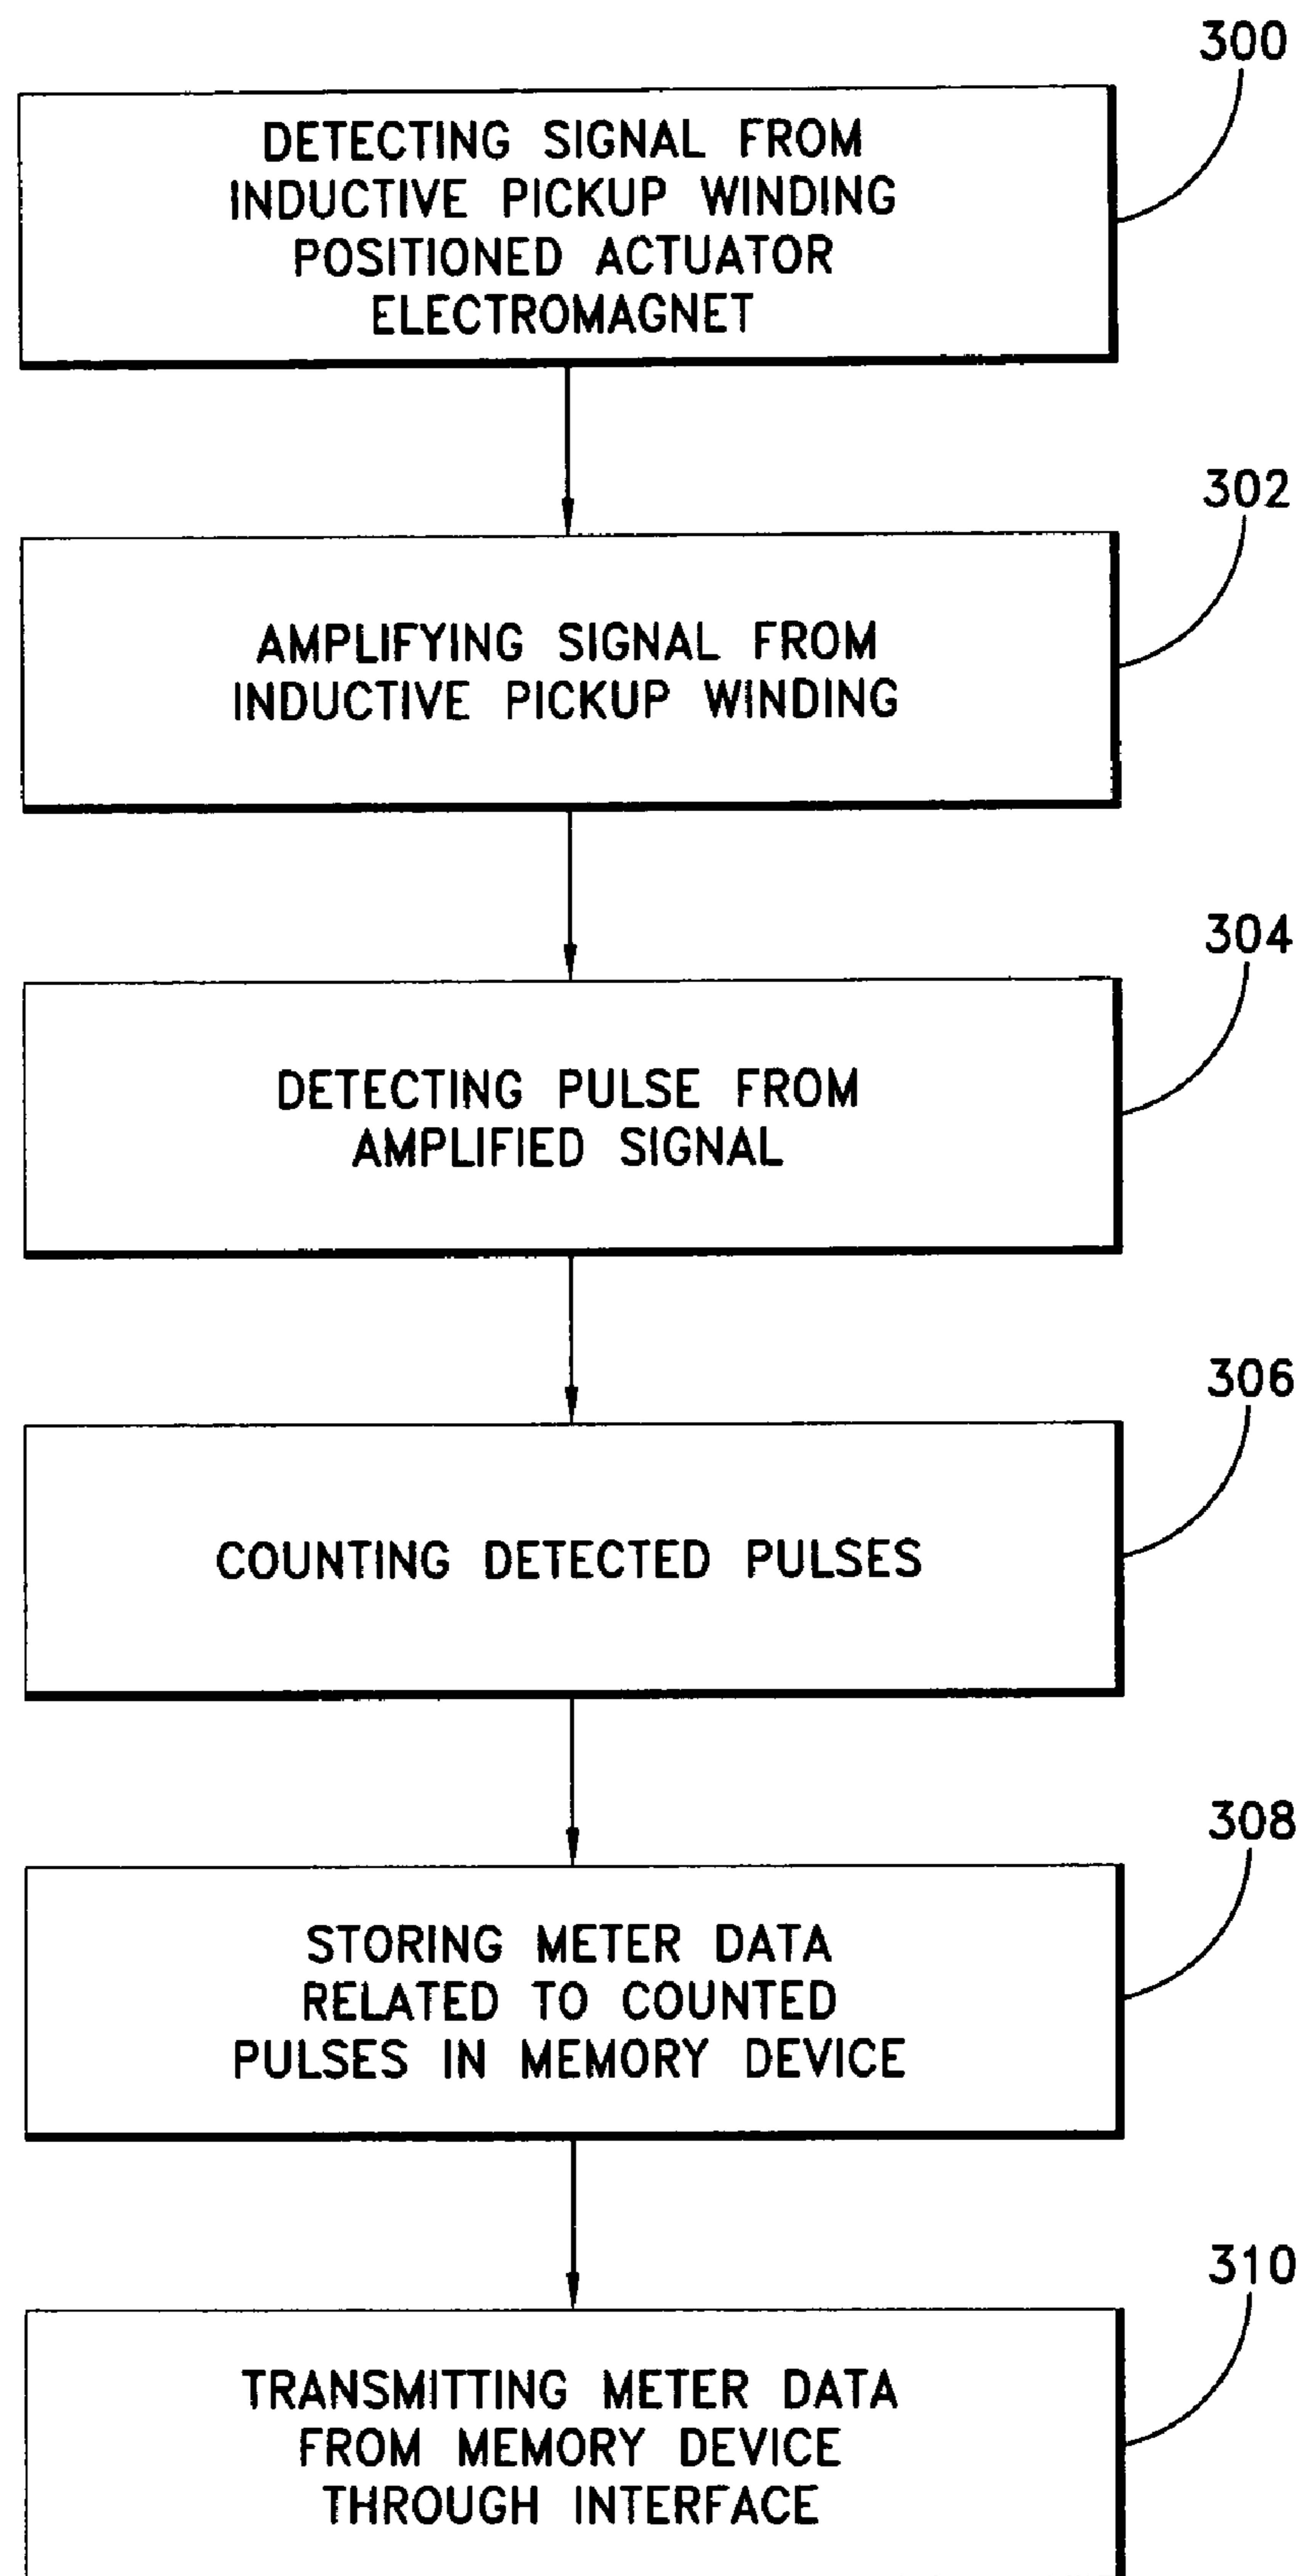 300
DETECTING SIGNAL FROM
INDUCTIVE PICKUP WINDING
POSITIONED ACTUATOR
ELECTROMAGNET
302
AMPLIFYING SIGNAL FROM
INDUCTIVE PICKUP WINDING
304
DETECTING PULSE FROM
AMPLIFIED SIGNAL
306
COUNTING DETECTED PULSES
308
STORING METER DATA
RELATED TO COUNTED
PULSES IN MEMORY DEVICE
310
TRANSMITTING METER DATA
FROM MEMORY DEVICE
THROUGH INTERFACE